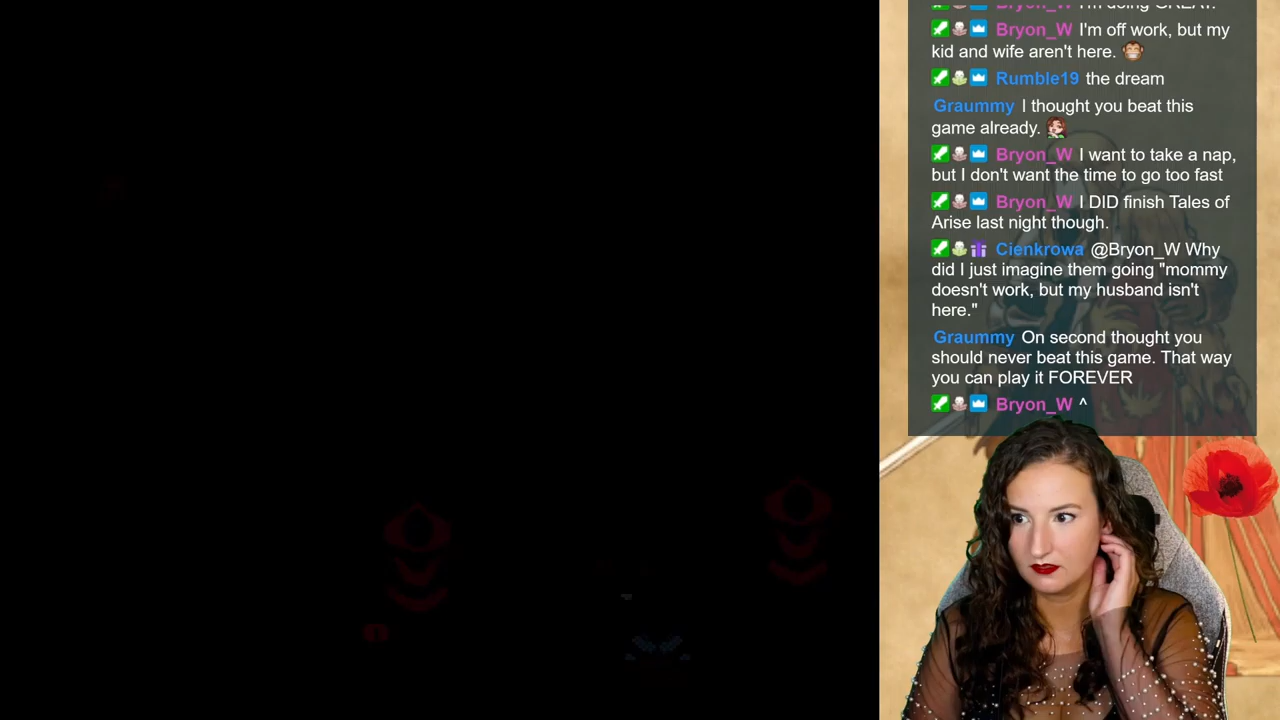 Bryon_W I'm doing GREAT.
Bryon_W I'm off work, but my
kid and wife aren't here.
Rumble19 the dream
Graummy I thought you beat this
game already.
Bryon_W I want to take a nap,
but I don't want the time to go too fast
Bryon_W I DID finish Tales of
Arise last night though.
Cienkrowa @Bryon_W Why
did I just imagine them going "mommy
doesn't work, but my husband isn't
here."
Graummy On second thought you
should never beat this game. That way
you can play it FOREVER
Bryon_W ^